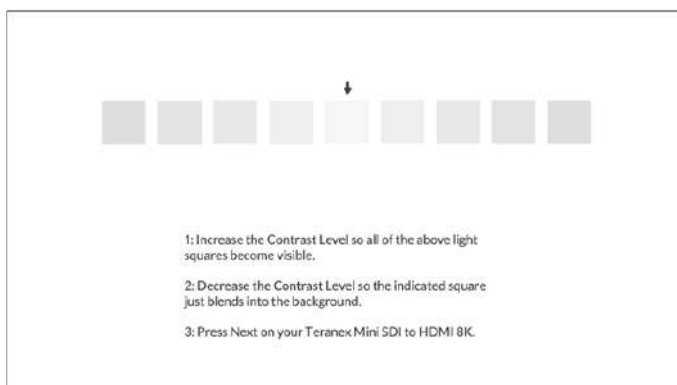 1: Increase the Contrast Level so all of the above light
squares become visible.
2: Decrease the Contrast Level so the indicated square
just blends into the background.
3: Press Next on your Teranex Mini SDI to HDMI 8K.